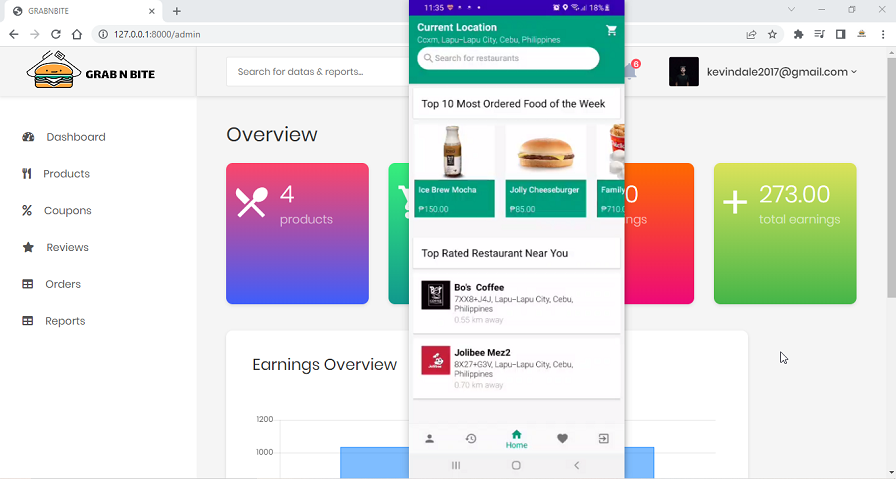 GRABNBITE
127.0.0.1:8000/admin
GRAB N BITE
Search for datas & reports...
6
kevindale2017@gmail.com
Dashboard
Products
Coupons
Reviews
Orders
Reports
Overview
4
products
273.00
total earnings
Earnings Overview
1200
1000
11:35
18%
Current Location
Ccxm, Lapu-Lapu City, Cebu, Philippines
Search for restaurants
Top 10 Most Ordered Food of the Week
Ice Brew Mocha
₱150.00
Jolly Cheeseburger
₱85.00
Family
₱710.0
Top Rated Restaurant Near You
Bo's Coffee
7XX8+J4J, Lapu-Lapu City, Cebu,
Philippines
0.55 km away
Jolibee Mez2
8X27+G3V, Lapu-Lapu City, Cebu,
Philippines
0.70 km away
Home